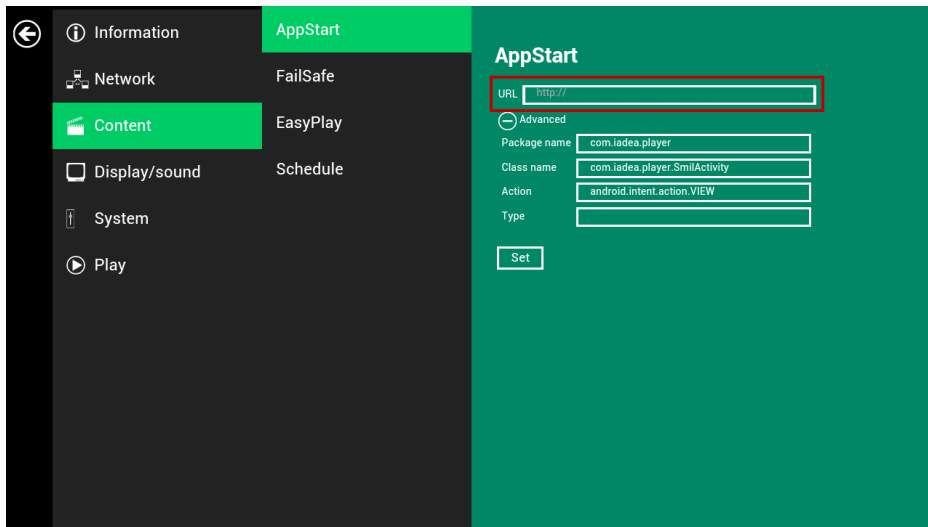 Information
Network
Content
Display/sound
System
Play
AppStart
FailSafe
EasyPlay
Schedule
AppStart
URL http://
Advanced
Package name com.iadea.player
Class name com.iadea.player.SmilActivity
Action android.intent.action.VIEW
Type
Set